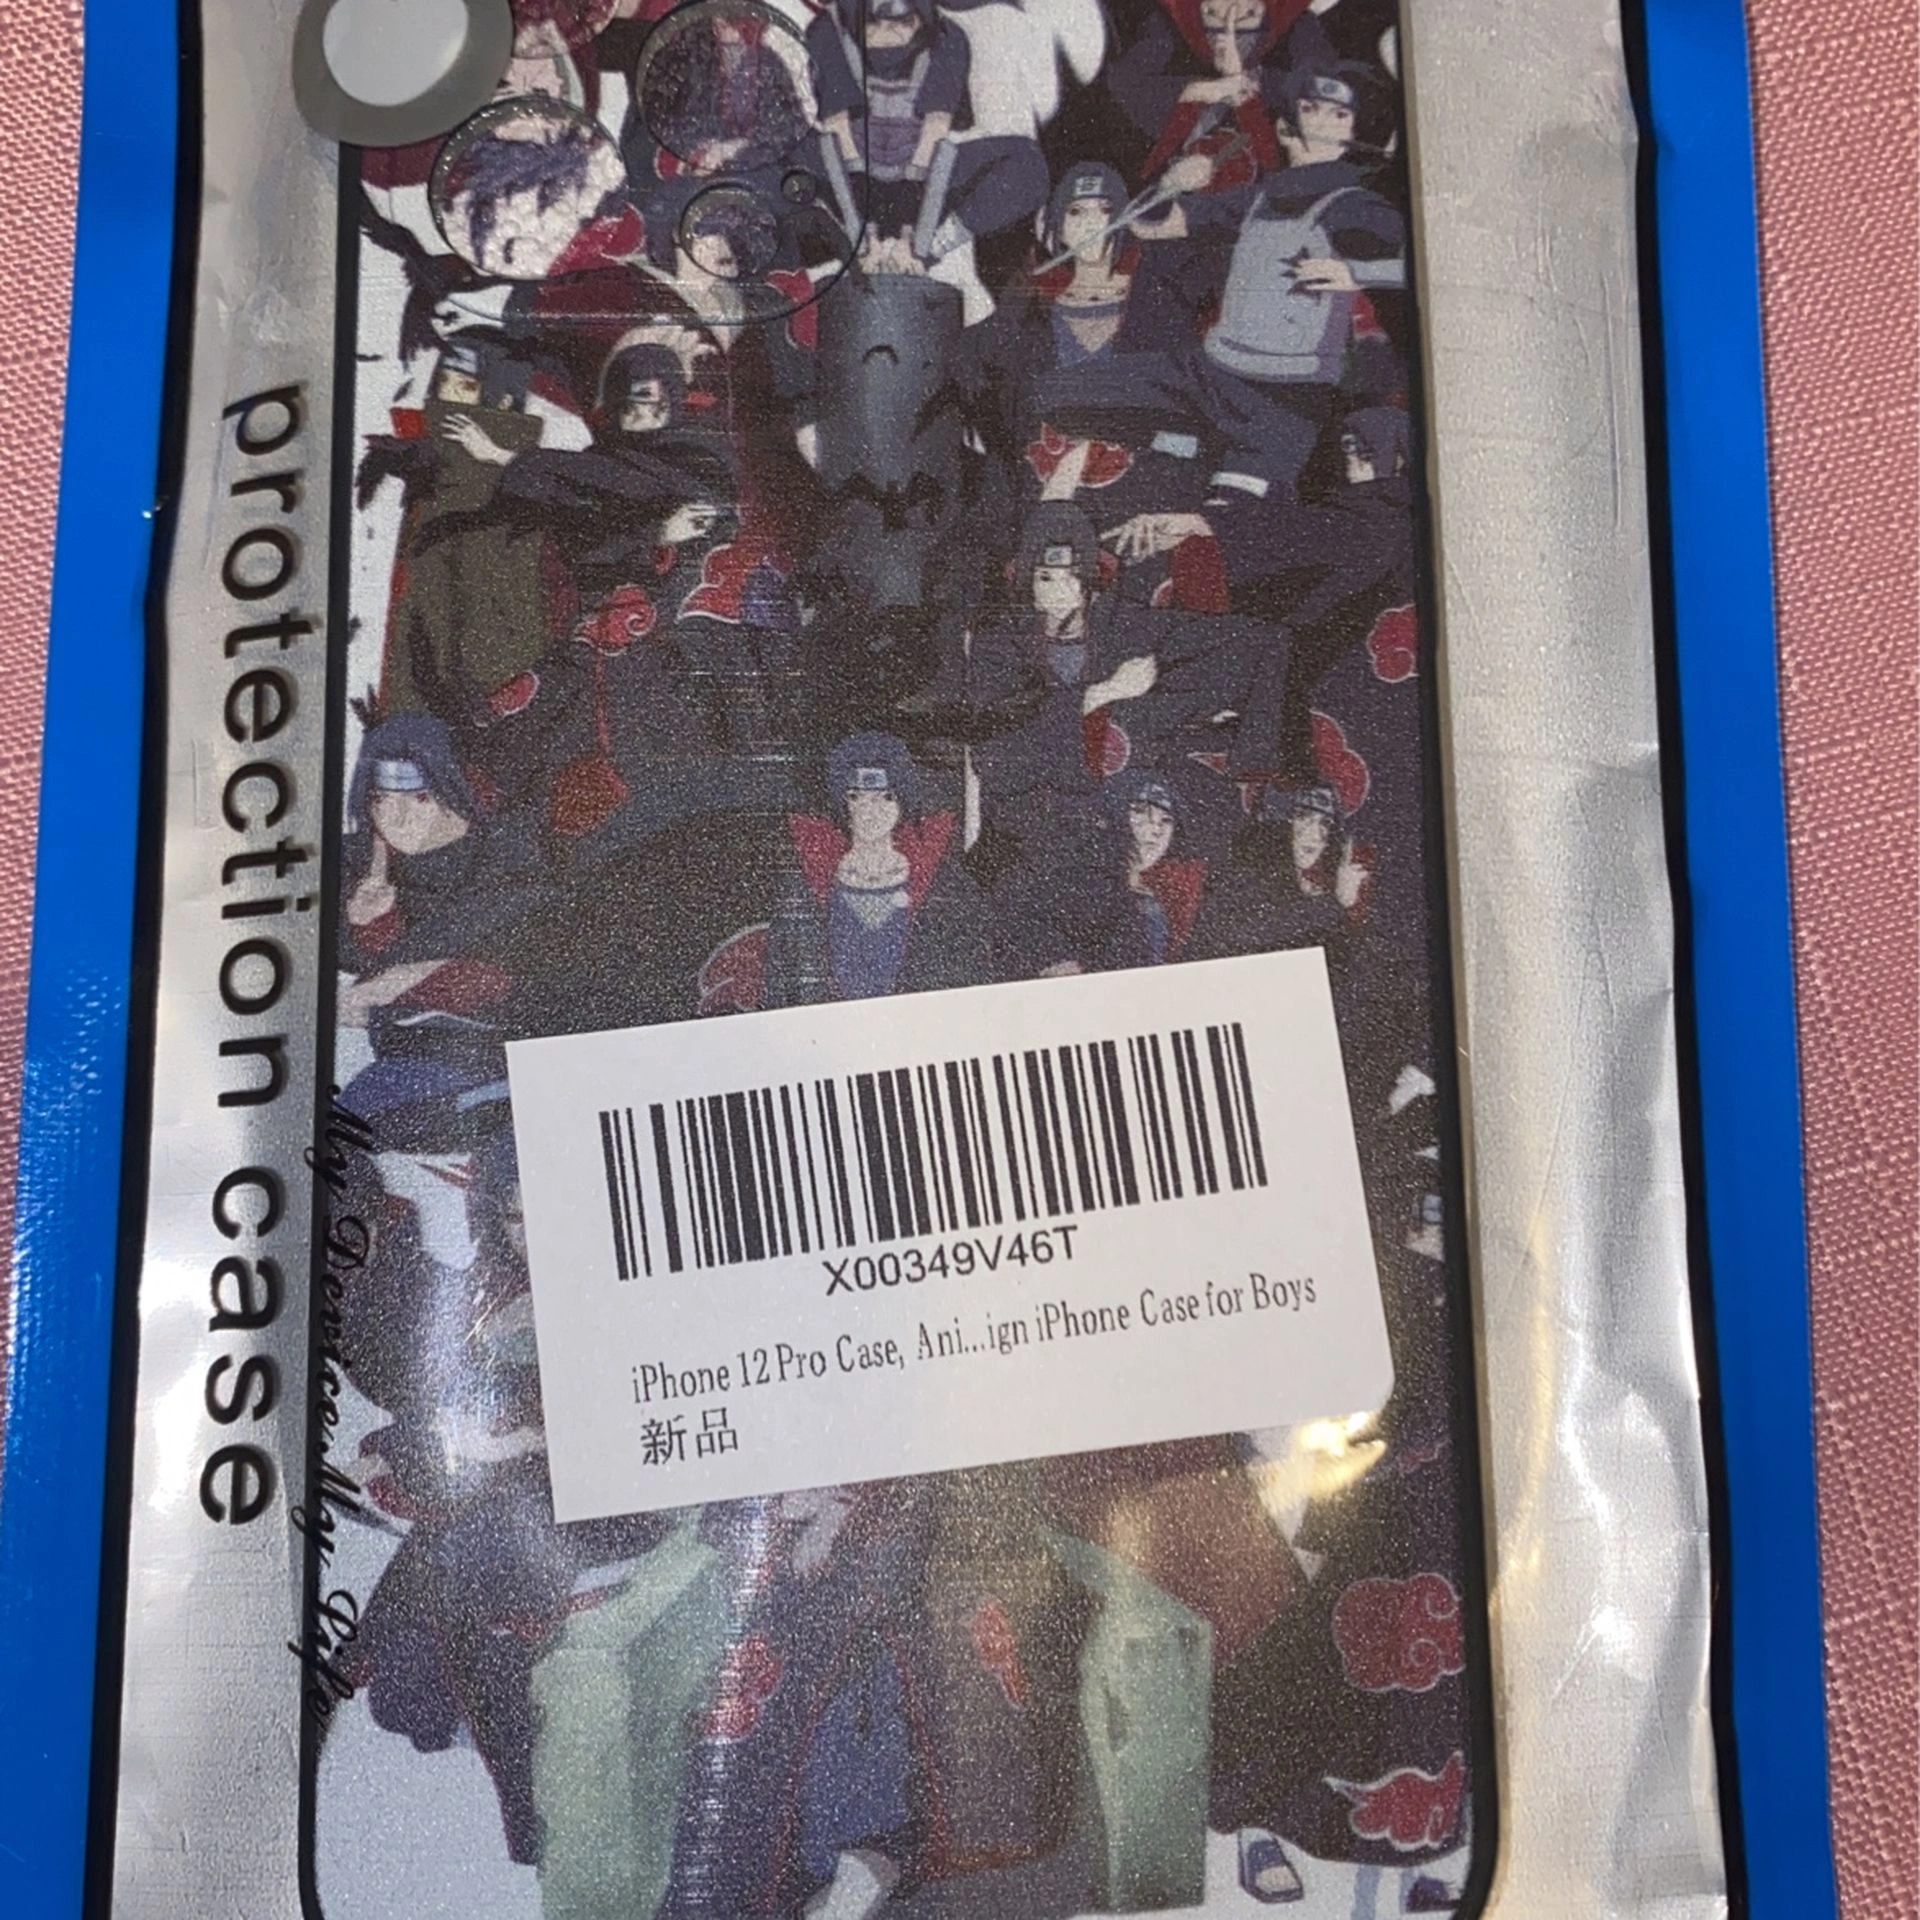 protection case
My Device My Life
X00349V46T
iPhone 12 Pro Case, Ani...ign iPhone Case for Boys
新品